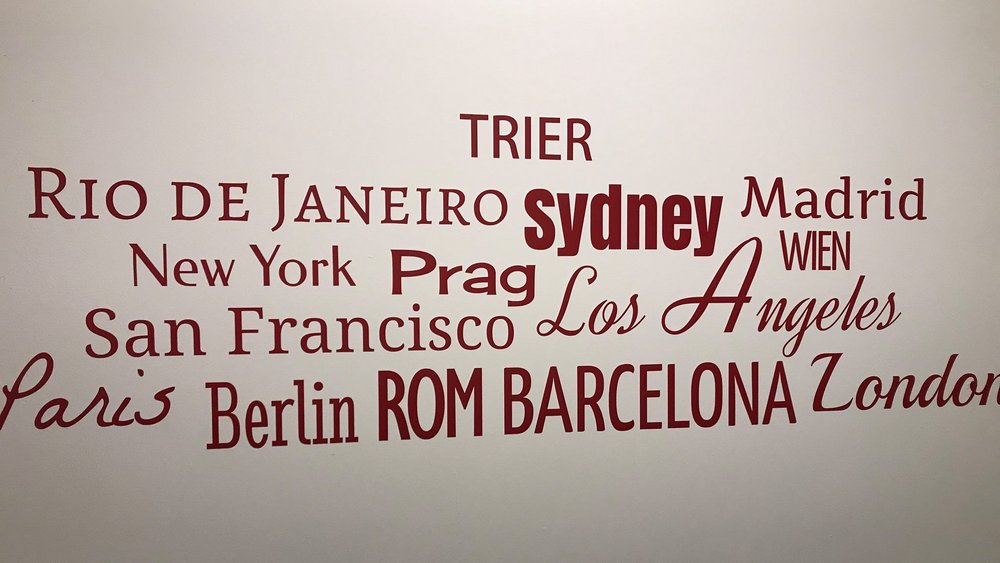 TRIER
RIO DE JANEIRO Sydney Madrid
New York Prag WIEN
San Francisco Los Angeles
Paris Berlin ROM BARCELONA London